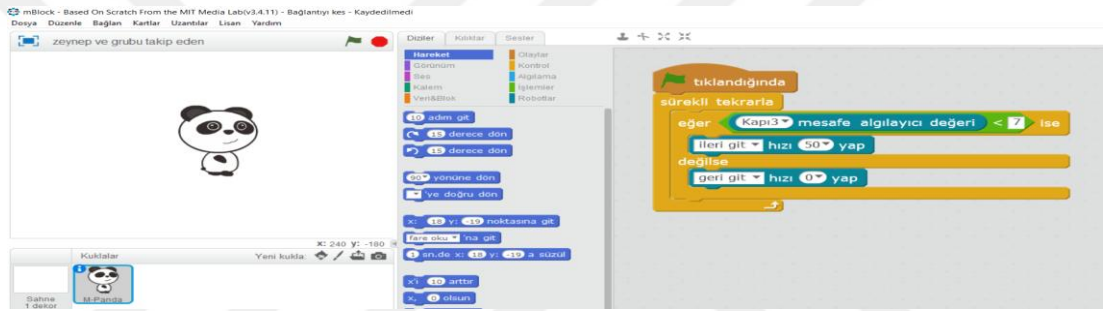 mBlock - Based On Scratch From the MIT Media Lab(v3.4.11) - Bağlantıyı kes - Kaydedilmedi
Dosya Düzenle Bağlan Kartlar Uzantılar Lisan Yardım
zeynep ve grubu takip eden
x: 240 y: -180
Kuklalar Yeni kukla:
Sahne
1 dekor
M-Panda
Diziler Kılıklar Sesler
Hareket Olaylar
Görünüm Kontrol
Ses Algılama
Kalem İşlemler
Veri&Blok Robotlar
10 adım git
15 derece dön
15 derece dön
90 yönüne dön
'ye doğru dön
x: 18 y: -19 noktasına git
fare oku 'na git
1 sn.de x: 18 y: -19 a süzül
x'i 10 arttır
x, 0 olsun
tıklandığında
sürekli tekrarla
eğer Kapı3 mesafe algılayıcı değeri < 7 ise
ileri git hızı 50 yap
değilse
geri git hızı 0 yap